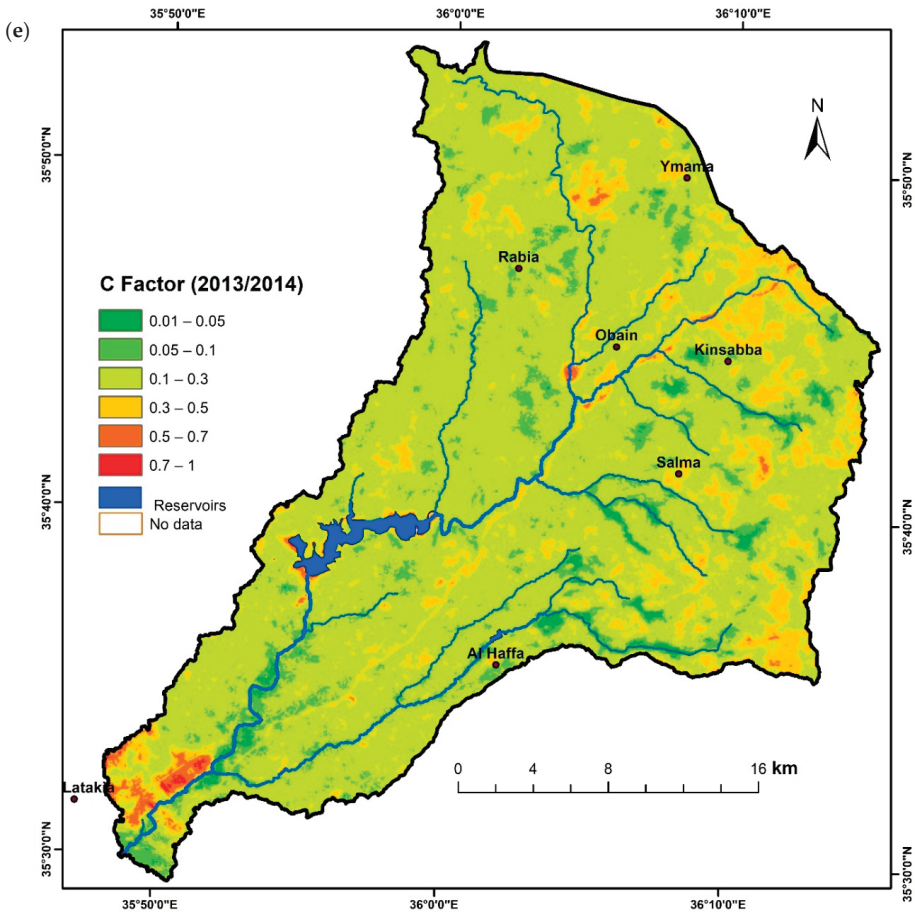 (e)
35°50'0"E 36°0'0"E 36°10'0"E
N
35°50'0"N
35°50'0"N
Ymama
Rabia
C Factor (2013/2014)
0.01 – 0.05
0.05 – 0.1
0.1 – 0.3
0.3 – 0.5
0.5 – 0.7
0.7 – 1
Reservoirs
No data
Obain
Kinsabba
Salma
35°40'0"N
35°40'0"N
Al Haffa
Latakia
0 4 8 16 km
35°30'0"N
35°30'0"N
35°50'0"E 36°0'0"E 36°10'0"E